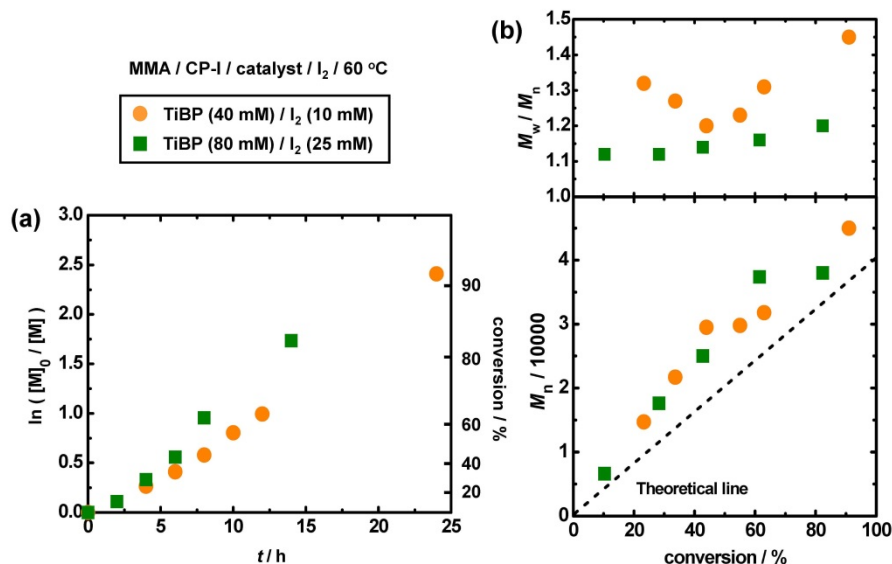 MMA / CP-I / catalyst / I2 / 60 °C
TiBP (40 mM) / I2 (10 mM)
TiBP (80 mM) / I2 (25 mM)
(a)
3.0
2.5
2.0
1.5
1.0
0.5
0.0
ln ( [M]0 / [M] )
90
80
60
40
20
conversion / %
0 5 10 15 20 25
t / h
(b)
1.5
1.4
1.3
1.2
1.1
1.0
Mw / Mn
4
3
2
1
0
Mn / 10000
Theoretical line
0 20 40 60 80 100
conversion / %